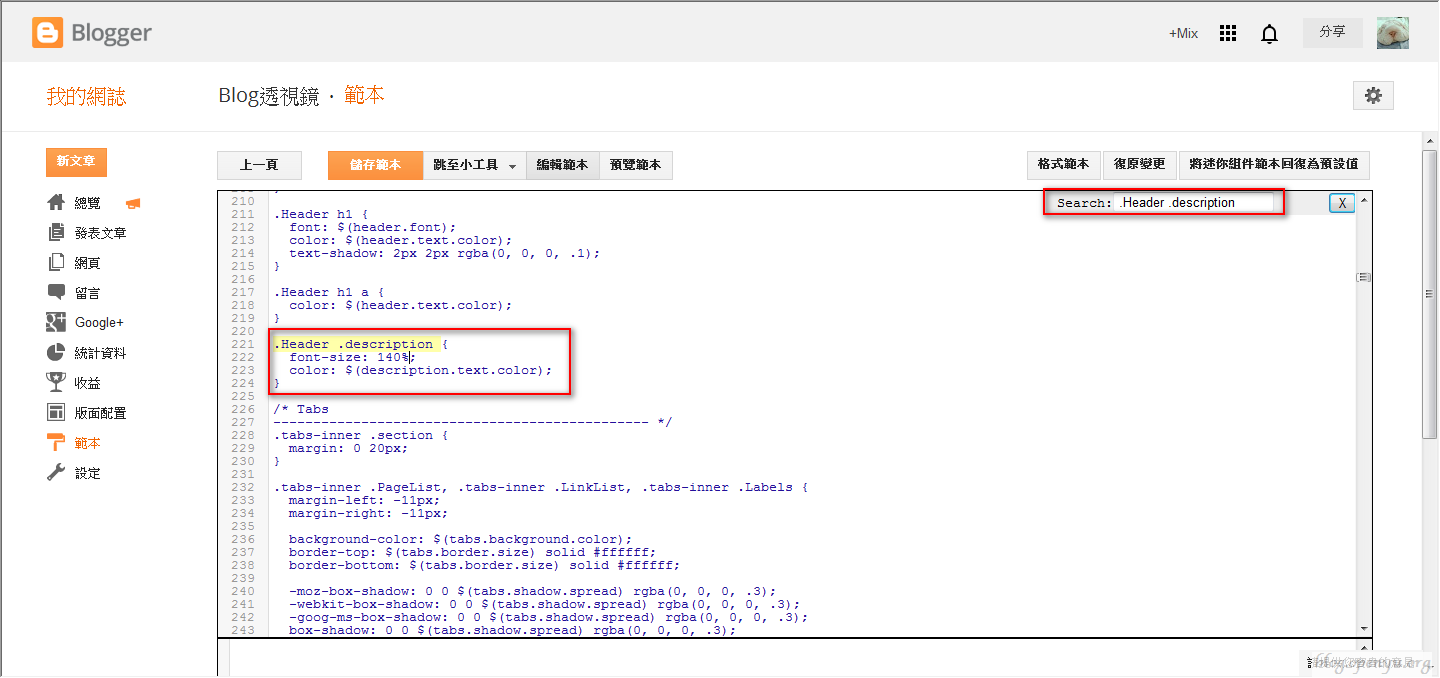 Blogger
+Mix
分享
我的網誌
Blog透視鏡 · 範本
新文章
總覽
發表文章
網頁
留言
Google+
統計資料
收益
版面配置
範本
設定
上一頁 儲存範本 跳至小工具 編輯範本 預覽範本 格式範本 復原變更 將迷你組件範本回復為預設值
Search: .Header .description X
210
211 .Header h1 {
212 font: $(header.font);
213 color: $(header.text.color);
214 text-shadow: 2px 2px rgba(0, 0, 0, .1);
215 }
216
217 .Header h1 a {
218 color: $(header.text.color);
219 }
220
221 .Header .description {
222 font-size: 140%;
223 color: $(description.text.color);
224 }
225
226 /* Tabs
227 ----------------------------------------------- */
228 .tabs-inner .section {
229 margin: 0 20px;
230 }
231
232 .tabs-inner .PageList, .tabs-inner .LinkList, .tabs-inner .Labels {
233 margin-left: -11px;
234 margin-right: -11px;
235
236 background-color: $(tabs.background.color);
237 border-top: $(tabs.border.size) solid #ffffff;
238 border-bottom: $(tabs.border.size) solid #ffffff;
239
240 -moz-box-shadow: 0 0 $(tabs.shadow.spread) rgba(0, 0, 0, .3);
241 -webkit-box-shadow: 0 0 $(tabs.shadow.spread) rgba(0, 0, 0, .3);
242 -goog-ms-box-shadow: 0 0 $(tabs.shadow.spread) rgba(0, 0, 0, .3);
243 box-shadow: 0 0 $(tabs.shadow.spread) rgba(0, 0, 0, .3);